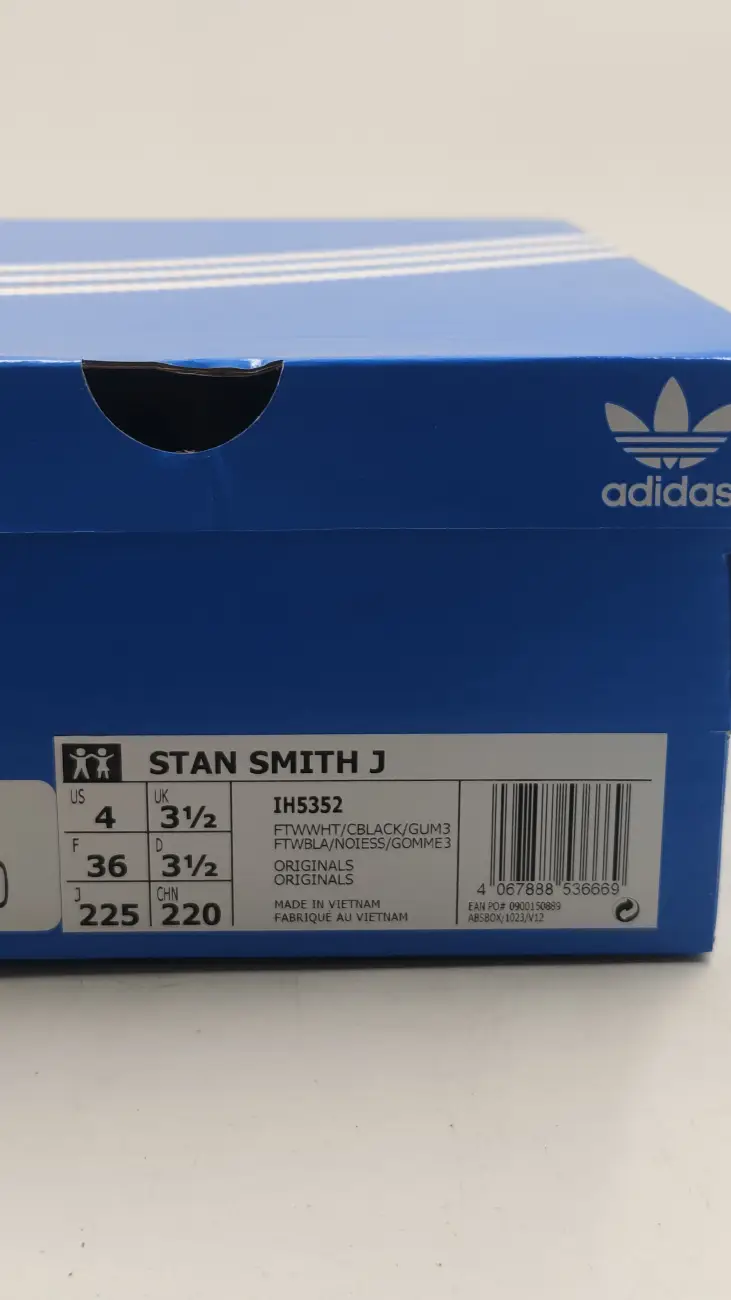 adidas
STAN SMITH J
US 4 UK 3½
F 36 D 3½
J 225 CHN 220
IH5352
FTWWHT/CBLACK/GUM3
FTWBLA/NOIESS/GOMME3
ORIGINALS
ORIGINALS
MADE IN VIETNAM
FABRIQUÉ AU VIETNAM
4 067888 536669
EAN PO# 0900150889
ABSBOX/1023/V12